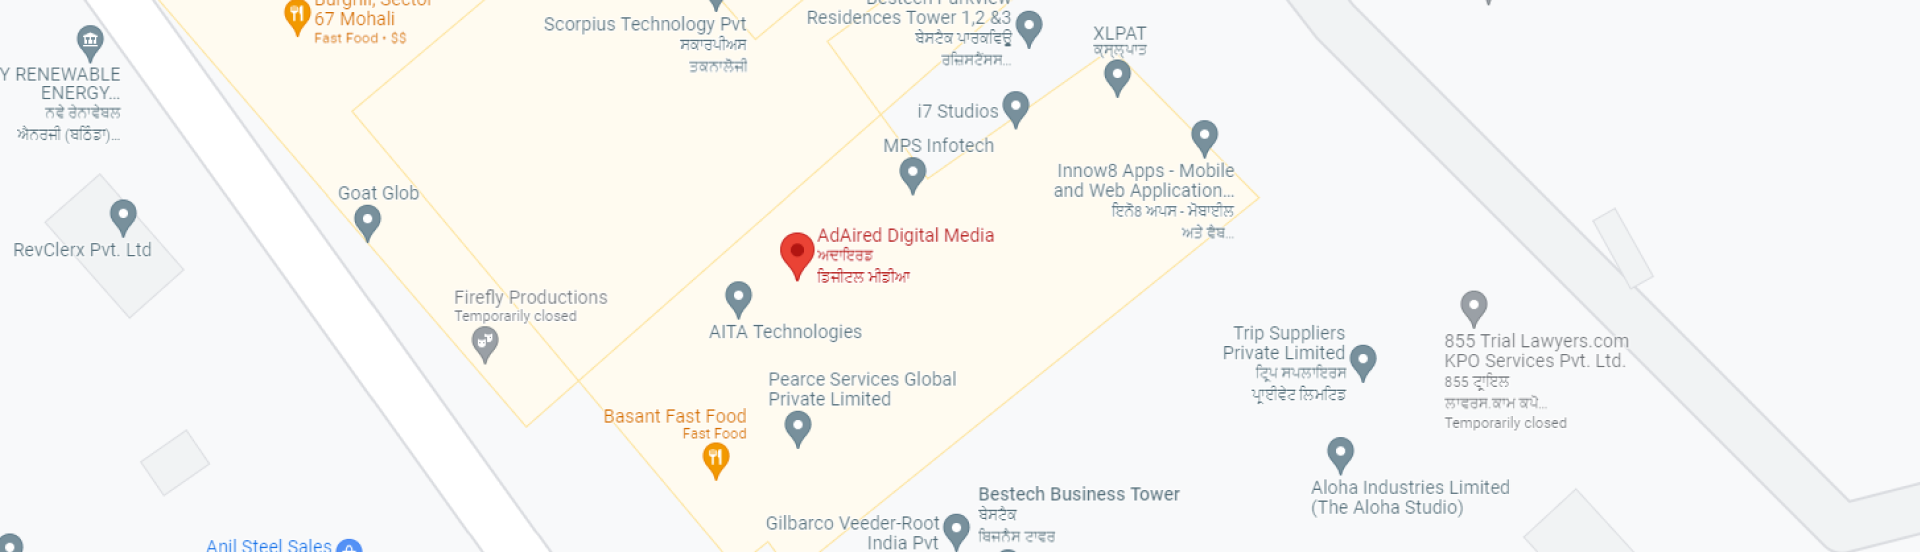 67 Mohali
Fast Food • $$
Scorpius Technology Pvt
ਸਕਾਰਪੀਅਸ
ਤਕਨਾਲੋਜੀ
Residences Tower 1,2 &3
ਬੇਸਟੈਕ ਪਾਰਕਵਿਊ
ਰਜ਼ਿਸਟੈਂਸਸ...
XLPAT
ਕ੍ਸ੍ਲ੍ਪਾਤ
Y RENEWABLE
ENERGY...
ਨਵੇ ਰੇਨਾਵੇਬਲ
ਐਨਰਜੀ (ਬਠਿੰਡਾ)...
i7 Studios
MPS Infotech
Innow8 Apps - Mobile
and Web Application...
ਇਨੋ8 ਅਪਸ - ਮੋਬਾਈਲ
ਅਤੇ ਵੈਬ...
Goat Glob
RevClerx Pvt. Ltd
AdAired Digital Media
ਅਦਾਇਰਡ
ਡਿਜੀਟਲ ਮੀਡੀਆ
Firefly Productions
Temporarily closed
AITA Technologies
Trip Suppliers
Private Limited
ਟ੍ਰਿਪ ਸਪਲਾਇਰਸ
ਪ੍ਰਾਈਵੇਟ ਲਿਮਟਿਡ
855 Trial Lawyers.com
KPO Services Pvt. Ltd.
855 ਟ੍ਰਾਇਲ
ਲਾਵਰਸ.ਕਾਮ ਕਪੋ...
Temporarily closed
Pearce Services Global
Private Limited
Basant Fast Food
Fast Food
Bestech Business Tower
ਬੇਸਟੈਕ
ਬਿਜਨੈਸ ਟਾਵਰ
Aloha Industries Limited
(The Aloha Studio)
Gilbarco Veeder-Root
India Pvt
Anil Steel Sales